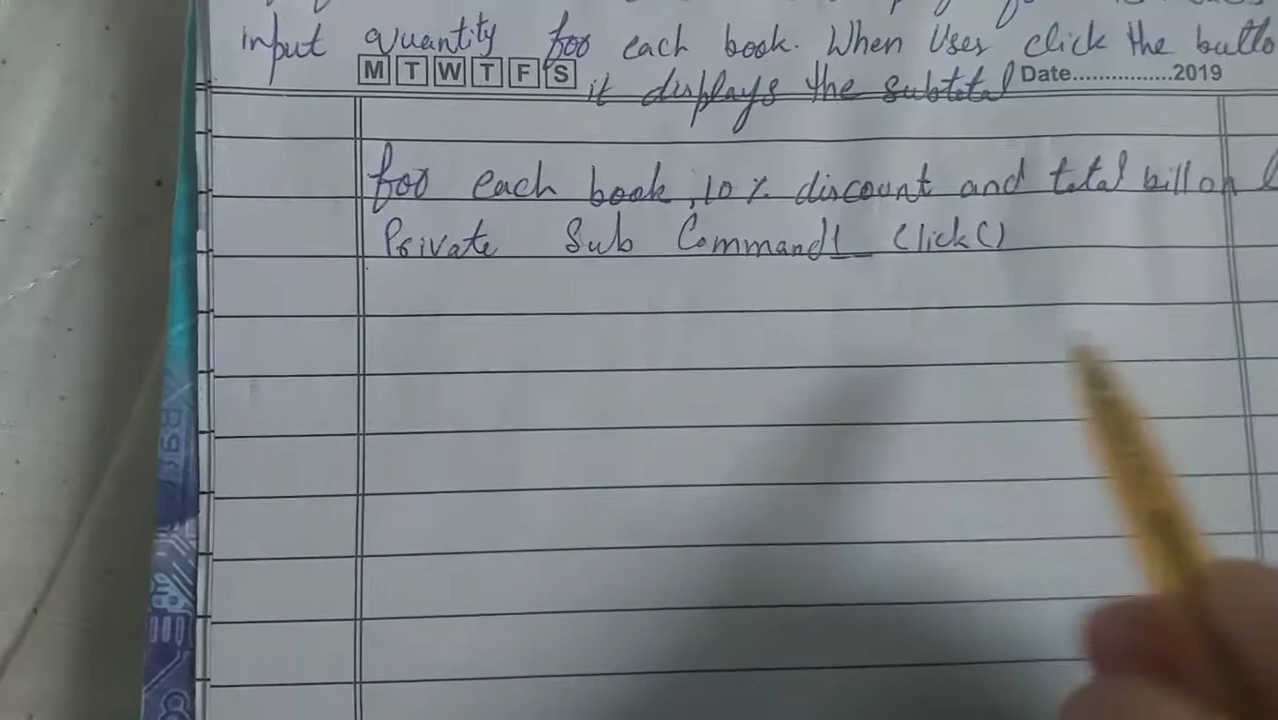 input quantity for each book. When User click the butto
M T W T F S
it displays the subtotal
Date................2019
for each book, 10% discount and total bill on l
Private Sub Command1_Click()